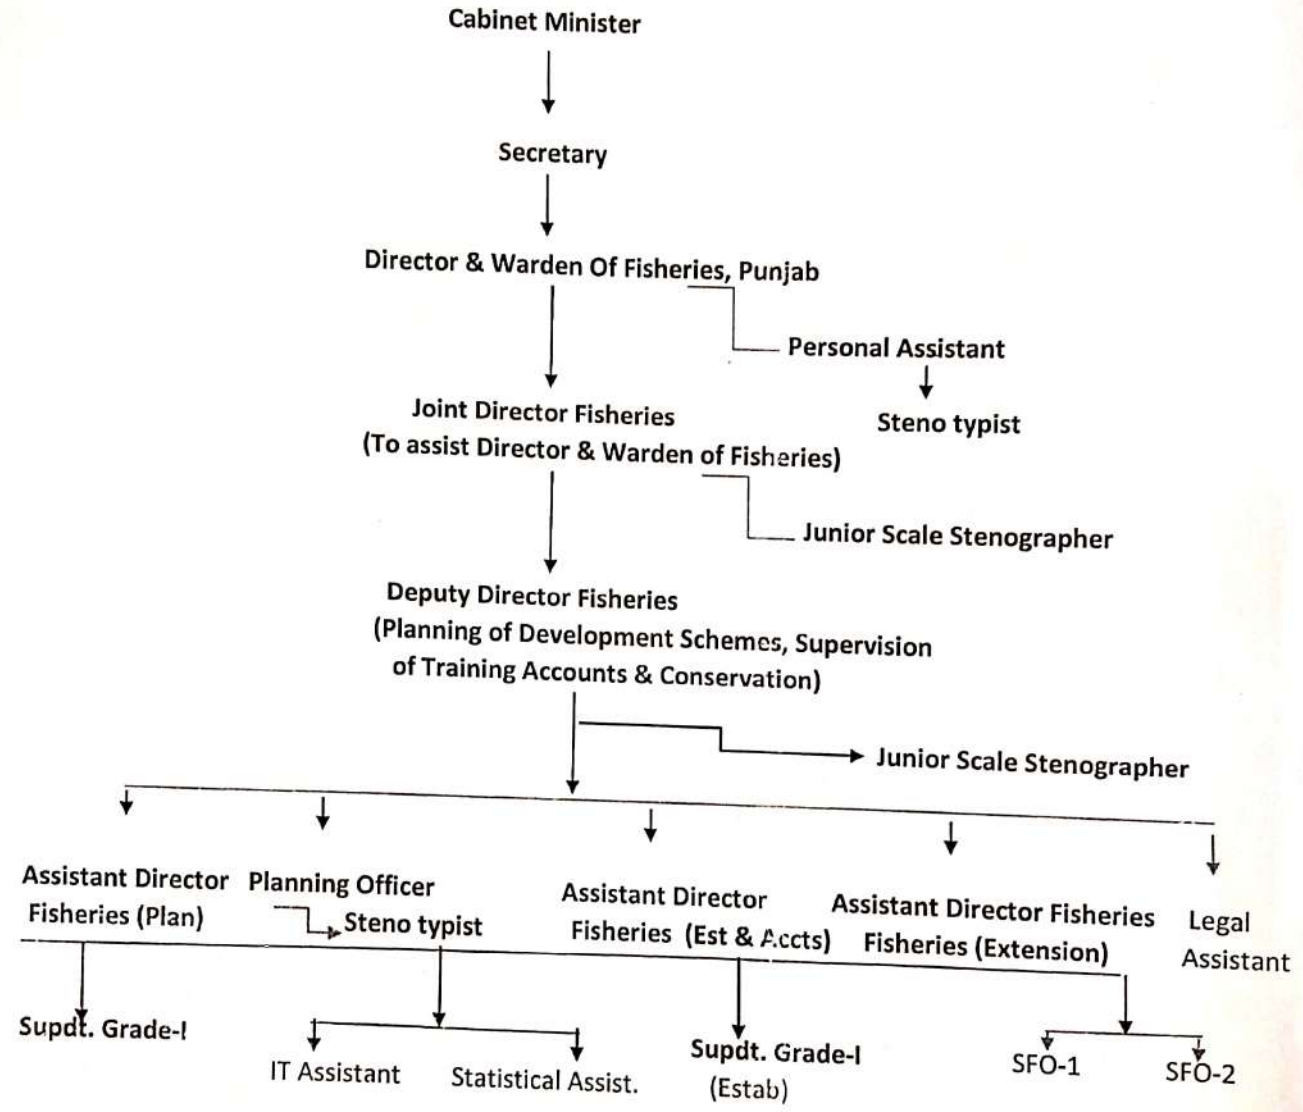 Cabinet Minister
Secretary
Director & Warden Of Fisheries, Punjab
Personal Assistant
Steno typist
Joint Director Fisheries
(To assist Director & Warden of Fisheries)
Junior Scale Stenographer
Deputy Director Fisheries
(Planning of Development Schemes, Supervision
of Training Accounts & Conservation)
Junior Scale Stenographer
Assistant Director
Fisheries (Plan)
Planning Officer
Steno typist
Assistant Director
Fisheries (Est & Accts)
Assistant Director Fisheries
Fisheries (Extension)
Legal
Assistant
Supdt. Grade-I
IT Assistant
Statistical Assist.
Supdt. Grade-I
(Estab)
SFO-1
SFO-2